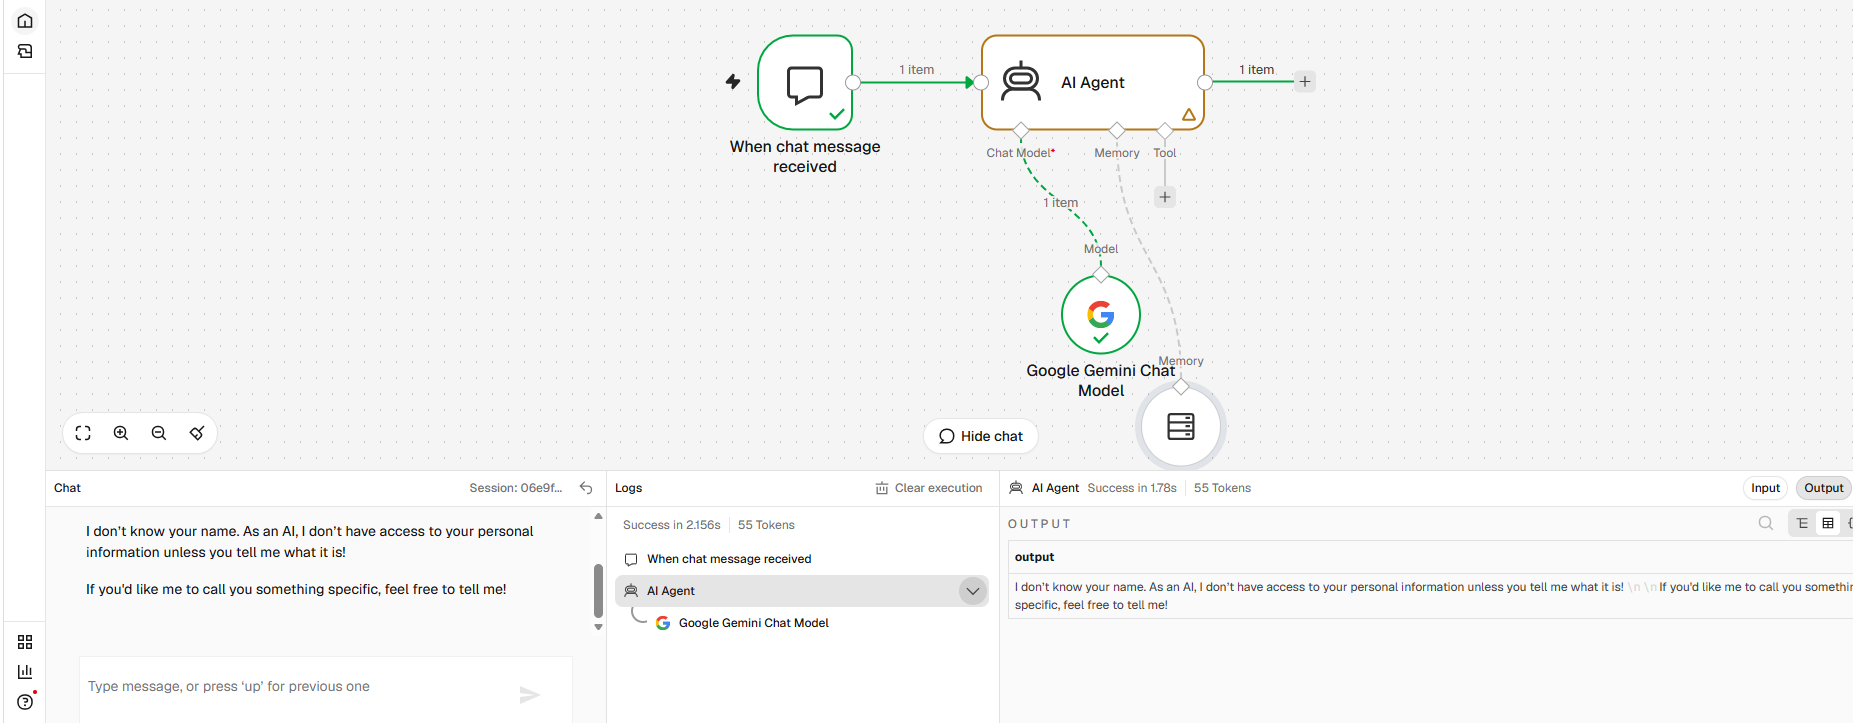 1 item
AI Agent
1 item
When chat message
received
Chat Model*
Memory
Tool
1 item
Model
Memory
Google Gemini Chat
Model
Hide chat
Chat
Session: 06e9f...
I don't know your name. As an AI, I don't have access to your personal
information unless you tell me what it is!
If you'd like me to call you something specific, feel free to tell me!
Type message, or press 'up' for previous one
Logs
Clear execution
Success in 2.156s
55 Tokens
When chat message received
AI Agent
Google Gemini Chat Model
AI Agent
Success in 1.78s
55 Tokens
Input
Output
OUTPUT
output
I don't know your name. As an AI, I don't have access to your personal information unless you tell me what it is! \n \n If you'd like me to call you somethin
specific, feel free to tell me!